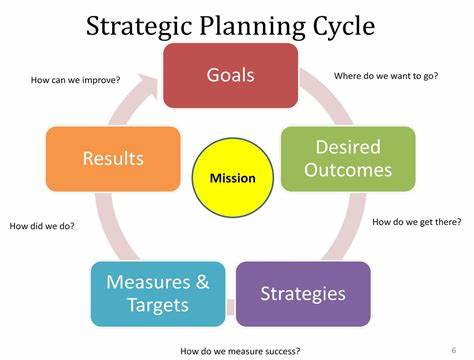 Strategic Planning Cycle
How can we improve?
Goals
Where do we want to go?
Results
Mission
Desired
Outcomes
How did we do?
How do we get there?
Measures &
Targets
Strategies
How do we measure success?
6